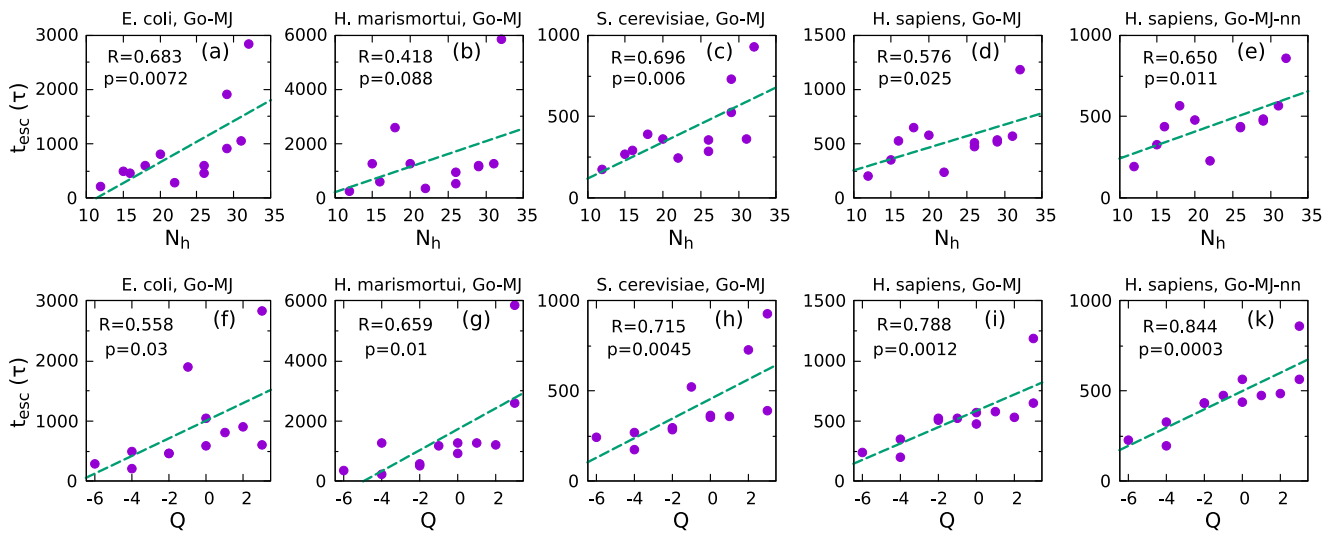 E. coli, Go-MJ
H. marismortui, Go-MJ
S. cerevisiae, Go-MJ
H. sapiens, Go-MJ
H. sapiens, Go-MJ-nn
t_esc (τ)
3000
2000
1000
0
R=0.683
p=0.0072
(a)
10 15 20 25 30 35
N_h
6000
4000
2000
0
R=0.418
p=0.088
(b)
10 15 20 25 30 35
N_h
1000
500
0
R=0.696
p=0.006
(c)
10 15 20 25 30 35
N_h
1500
1000
500
0
R=0.576
p=0.025
(d)
10 15 20 25 30 35
N_h
1000
500
0
R=0.650
p=0.011
(e)
10 15 20 25 30 35
N_h
E. coli, Go-MJ
H. marismortui, Go-MJ
S. cerevisiae, Go-MJ
H. sapiens, Go-MJ
H. sapiens, Go-MJ-nn
t_esc (τ)
3000
2000
1000
0
R=0.558
p=0.03
(f)
-6 -4 -2 0 2
Q
6000
4000
2000
0
R=0.659
p=0.01
(g)
-6 -4 -2 0 2
Q
1000
500
0
R=0.715
p=0.0045
(h)
-6 -4 -2 0 2
Q
1500
1000
500
0
R=0.788
p=0.0012
(i)
-6 -4 -2 0 2
Q
1000
500
0
R=0.844
p=0.0003
(k)
-6 -4 -2 0 2
Q